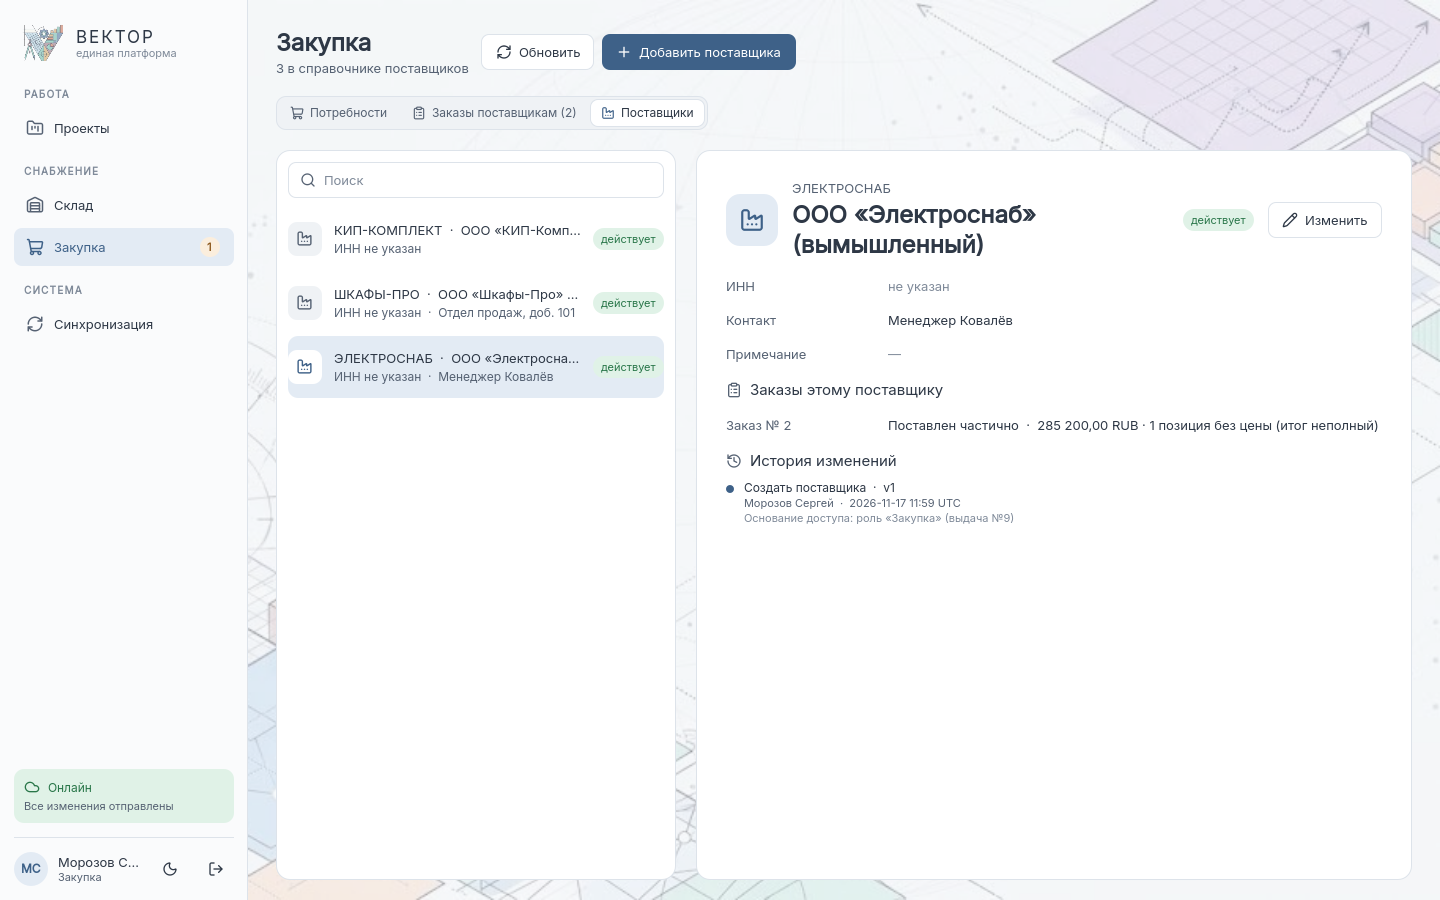 ВЕКТОР
единая платформа
РАБОТА
Проекты
СНАБЖЕНИЕ
Склад
Закупка 1
СИСТЕМА
Синхронизация
Онлайн
Все изменения отправлены
МС
Морозов С...
Закупка
Закупка
3 в справочнике поставщиков
Обновить
Добавить поставщика
Потребности
Заказы поставщикам (2)
Поставщики
Поиск
КИП-КОМПЛЕКТ · ООО «КИП-Комп... действует
ИНН не указан
ШКАФЫ-ПРО · ООО «Шкафы-Про» ... действует
ИНН не указан · Отдел продаж, доб. 101
ЭЛЕКТРОСНАБ · ООО «Электросна... действует
ИНН не указан · Менеджер Ковалёв
ЭЛЕКТРОСНАБ
ООО «Электроснаб»
(вымышленный)
действует
Изменить
ИНН не указан
Контакт Менеджер Ковалёв
Примечание —
Заказы этому поставщику
Заказ № 2 Поставлен частично · 285 200,00 RUB · 1 позиция без цены (итог неполный)
История изменений
Создать поставщика · v1
Морозов Сергей · 2026-11-17 11:59 UTC
Основание доступа: роль «Закупка» (выдача №9)